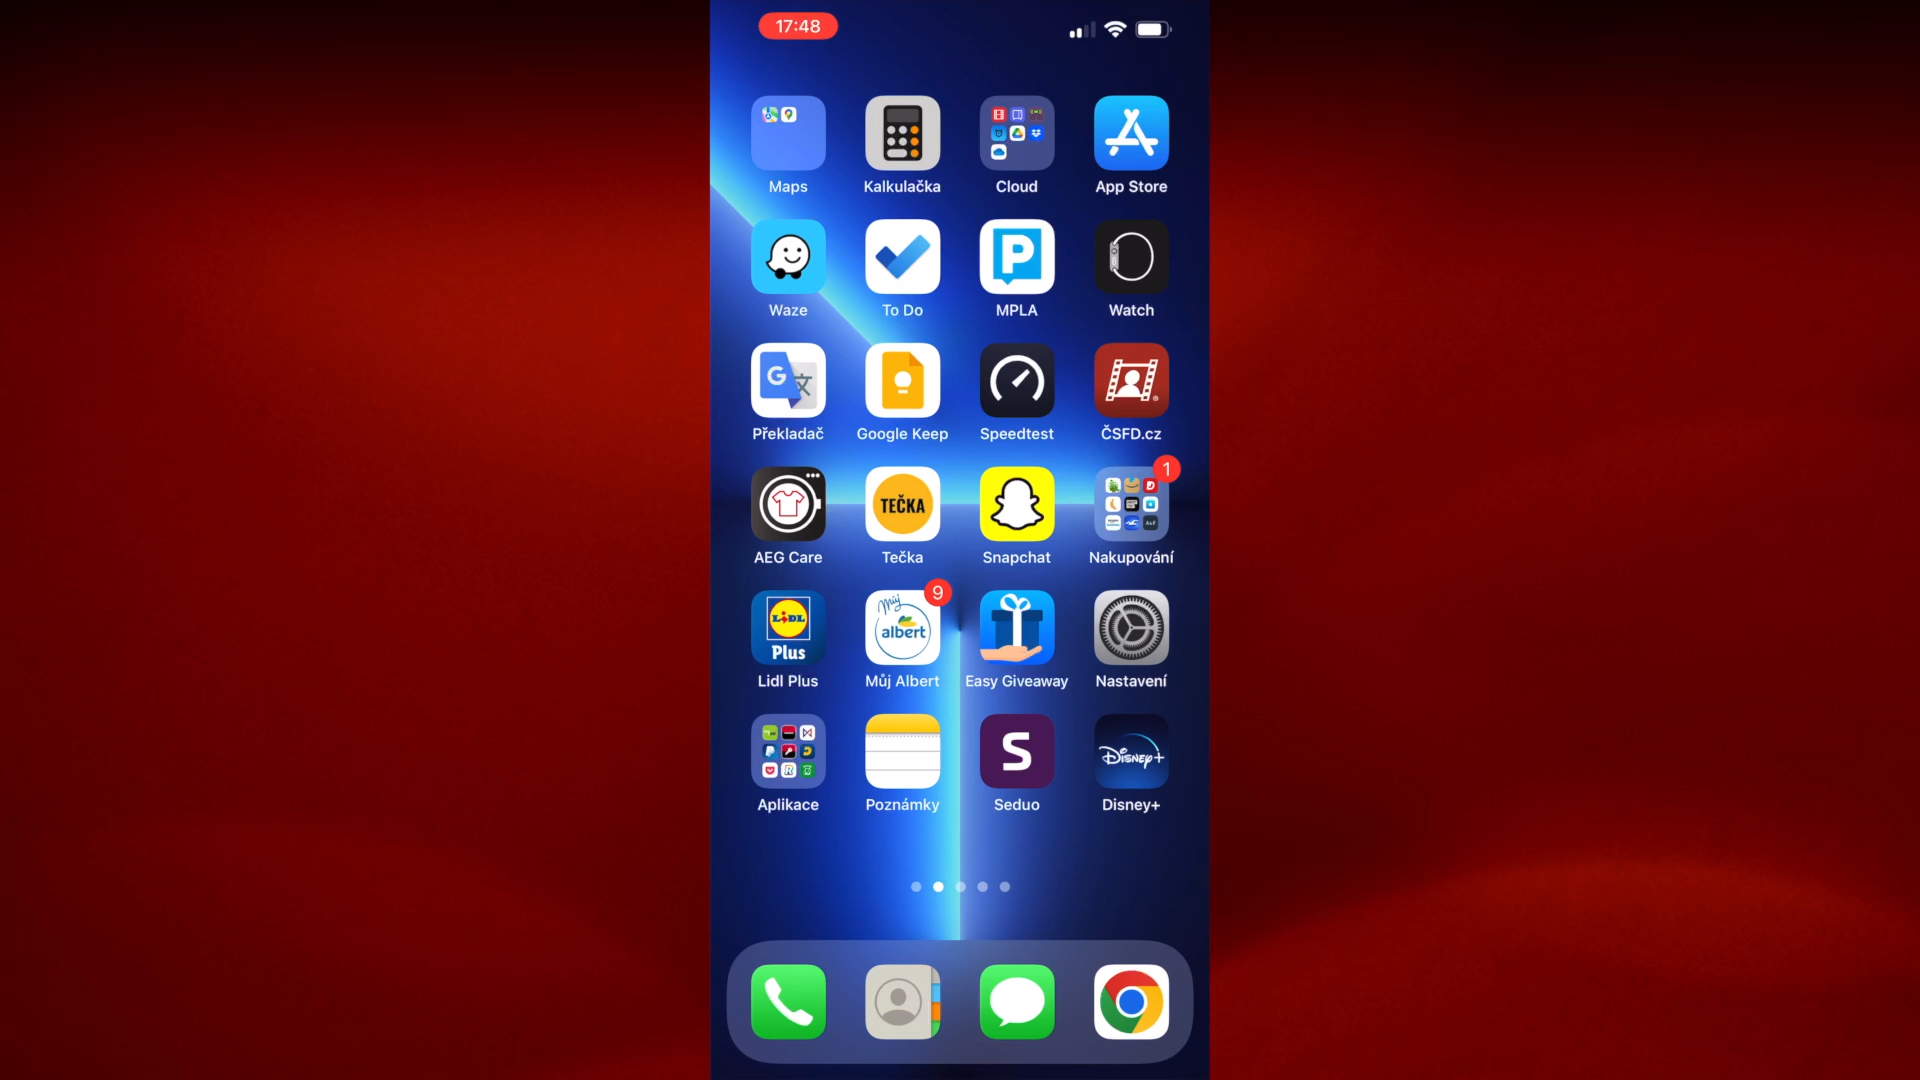 17:48
Maps
Kalkulačka
Cloud
App Store
Waze
To Do
P
MPLA
Watch
G
Překladač
Google Keep
Speedtest
ČSFD.cz
TEČKA
1
AEG Care
Tečka
Snapchat
Nakupování
LIDL
Plus
Můj
albert
9
Lidl Plus
Můj Albert
Easy Giveaway
Nastavení
S
Disney+
Aplikace
Poznámky
Seduo
Disney+